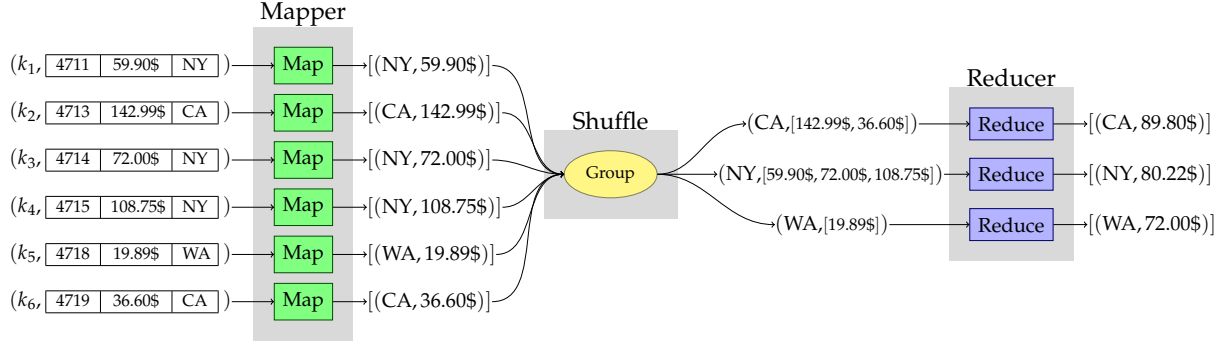 Mapper
(k1, 4711 59.90$ NY ) Map [(NY, 59.90$)]
(k2, 4713 142.99$ CA ) Map [(CA, 142.99$)]
(k3, 4714 72.00$ NY ) Map [(NY, 72.00$)]
(k4, 4715 108.75$ NY ) Map [(NY, 108.75$)]
(k5, 4718 19.89$ WA ) Map [(WA, 19.89$)]
(k6, 4719 36.60$ CA ) Map [(CA, 36.60$)]
Shuffle
Group
Reducer
(CA,[142.99$, 36.60$]) Reduce [(CA, 89.80$)]
(NY,[59.90$, 72.00$, 108.75$]) Reduce [(NY, 80.22$)]
(WA,[19.89$]) Reduce [(WA, 72.00$)]